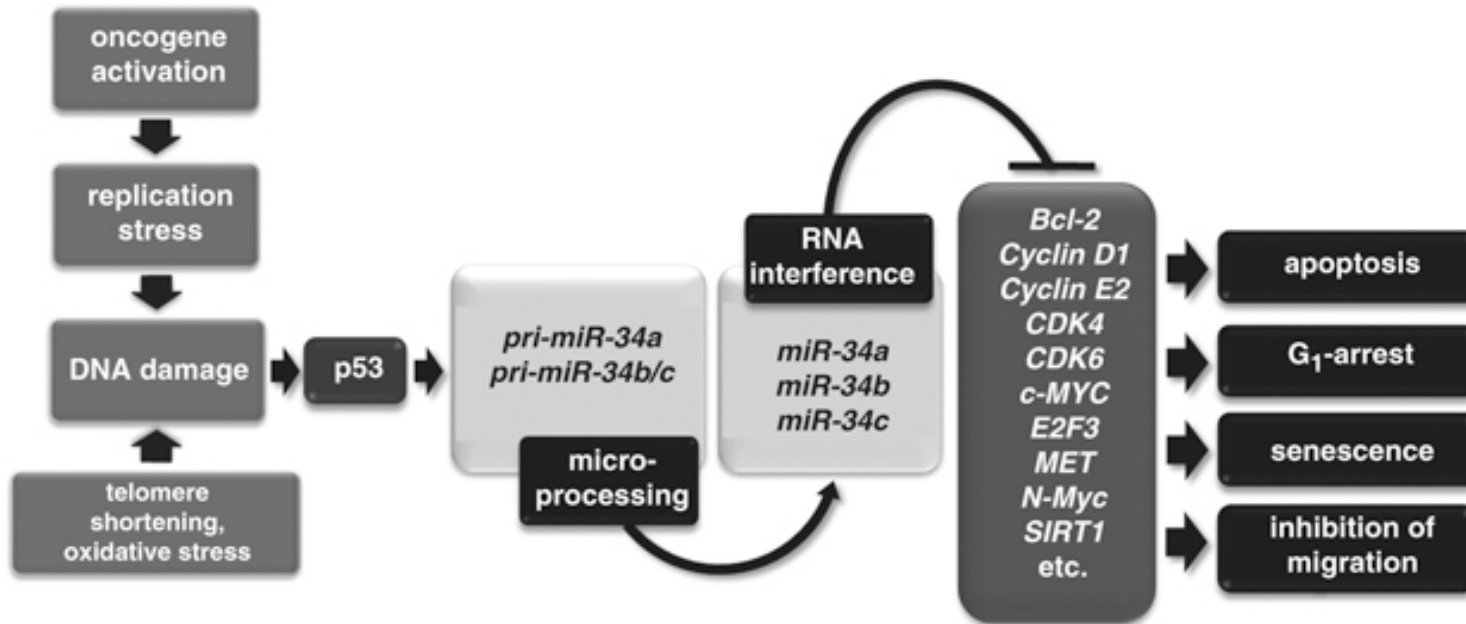 oncogene
activation
replication
stress
DNA damage
telomere
shortening,
oxidative stress
p53
pri-miR-34a
pri-miR-34b/c
micro-
processing
RNA
interference
miR-34a
miR-34b
miR-34c
Bcl-2
Cyclin D1
Cyclin E2
CDK4
CDK6
c-MYC
E2F3
MET
N-Myc
SIRT1
etc.
apoptosis
G₁-arrest
senescence
inhibition of
migration